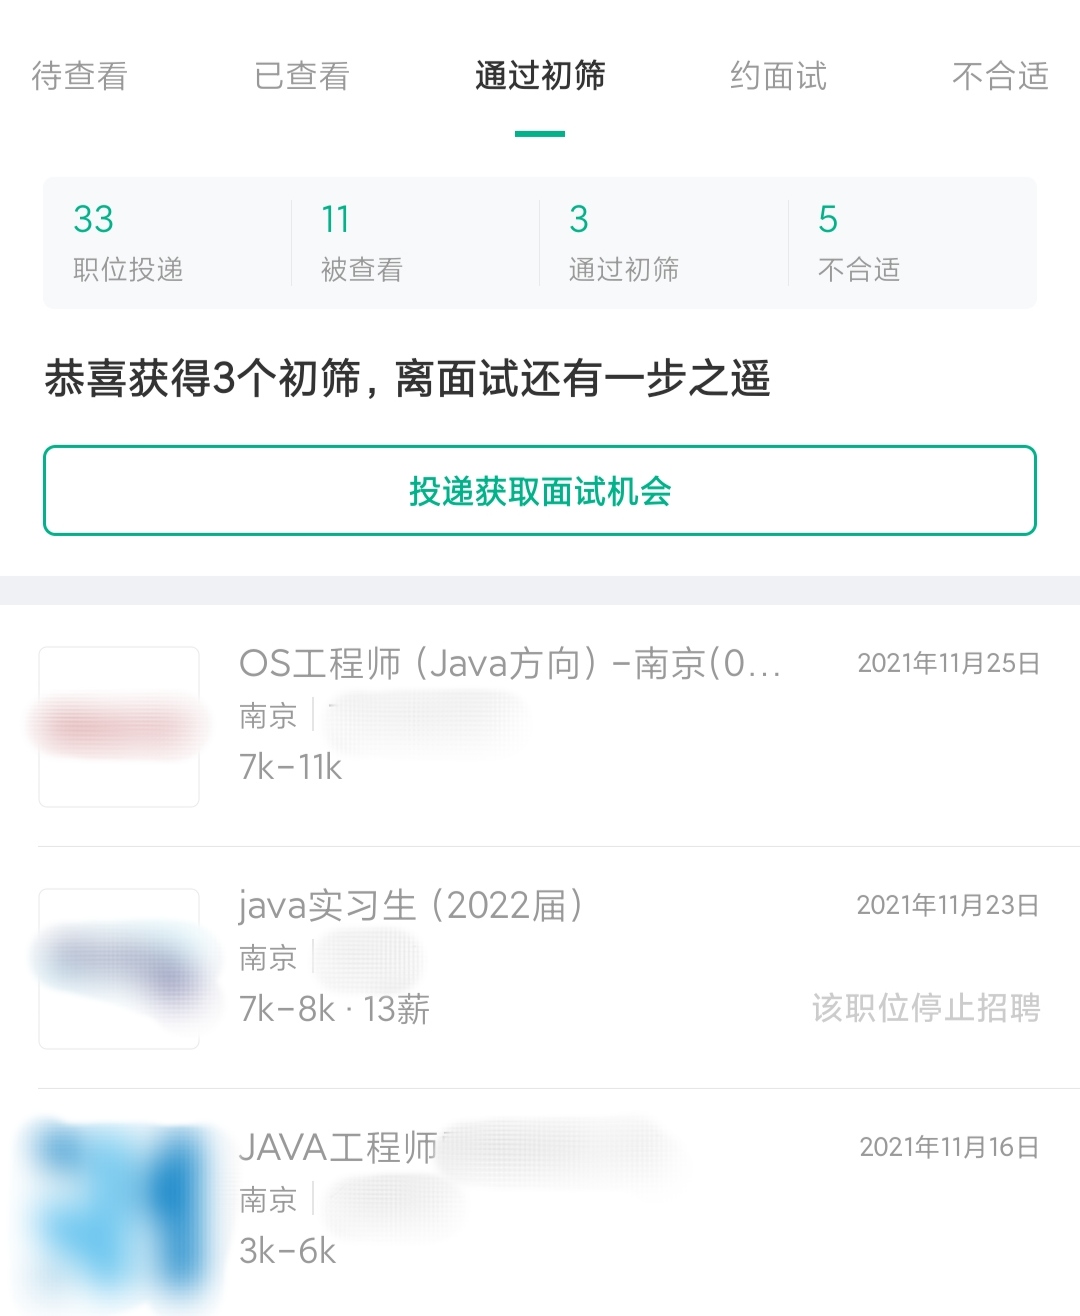 待查看 已查看 通过初筛 约面试 不合适
33 11 3 5
职位投递 被查看 通过初筛 不合适
恭喜获得3个初筛，离面试还有一步之遥
投递获取面试机会
OS工程师（Java方向）-南京(0... 2021年11月25日
南京
7k-11k
java实习生（2022届） 2021年11月23日
南京
7k-8k · 13薪 该职位停止招聘
JAVA工程师 2021年11月16日
南京
3k-6k